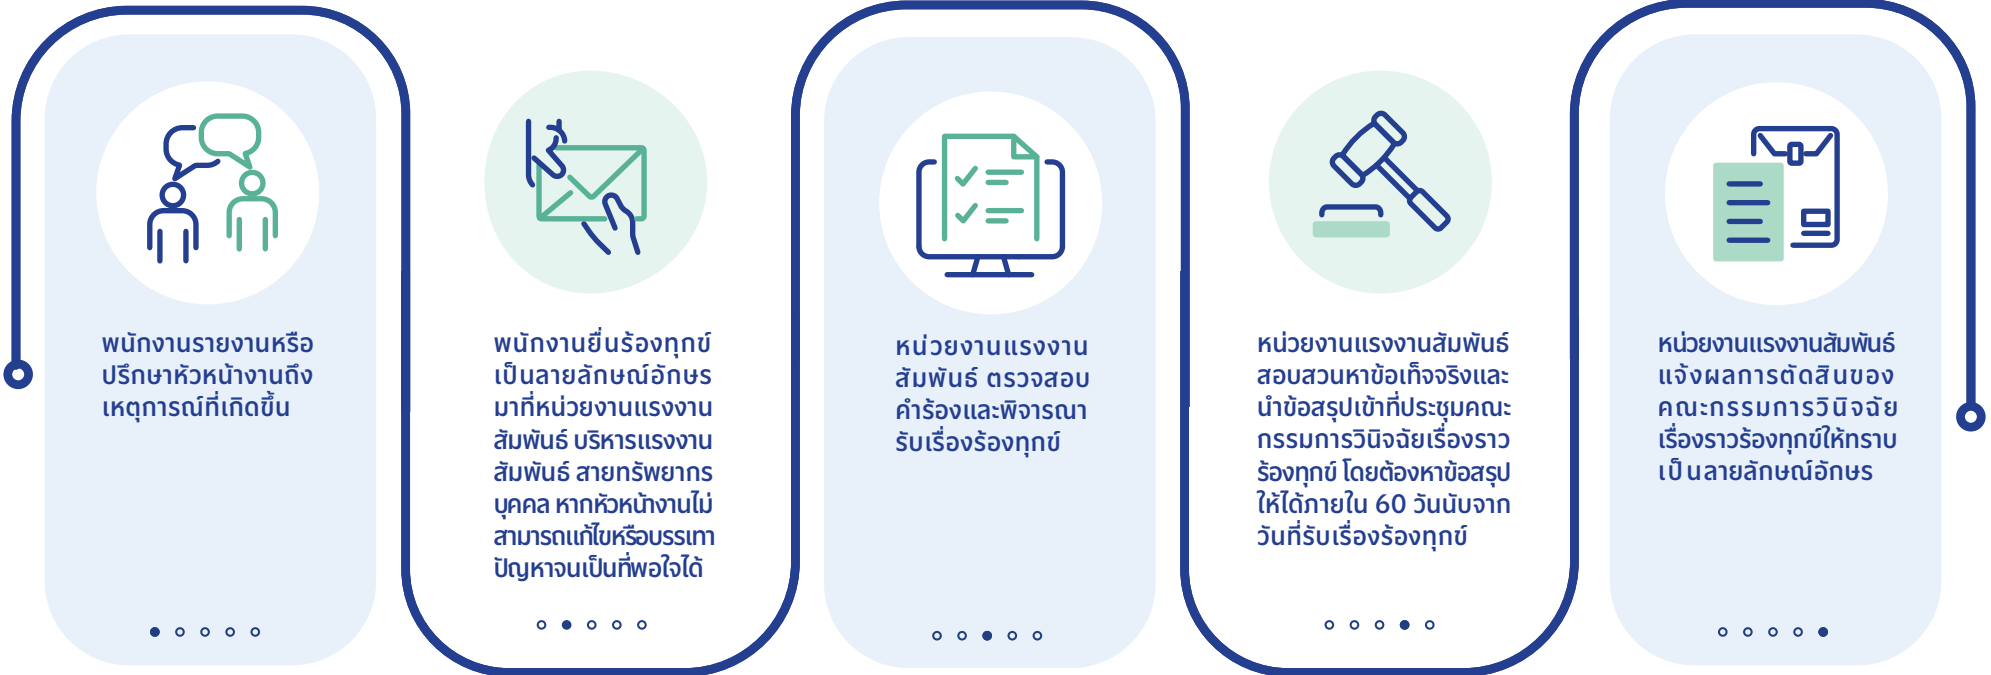 พนักงานรายงานหรือ
ปรึกษาหัวหน้างานถึง
เหตุการณ์ที่เกิดขึ้น
พนักงานยื่นร้องทุกข์
เป็นลายลักษณ์อักษร
มาที่หน่วยงานแรงงาน
สัมพันธ์ บริหารแรงงาน
สัมพันธ์ สายทรัพยากร
บุคคล หากหัวหน้างานไม่
สามารถแก้ไขหรือบรรเทา
ปัญหาจนเป็นที่พอใจได้
หน่วยงานแรงงาน
สัมพันธ์ ตรวจสอบ
คำร้องและพิจารณา
รับเรื่องร้องทุกข์
หน่วยงานแรงงานสัมพันธ์
สอบสวนหาข้อเท็จจริงและ
นำข้อสรุปเข้าที่ประชุมคณะ
กรรมการวินิจฉัยเรื่องราว
ร้องทุกข์ โดยต้องหาข้อสรุป
ให้ได้ภายใน 60 วันนับจาก
วันที่รับเรื่องร้องทุกข์
หน่วยงานแรงงานสัมพันธ์
แจ้งผลการตัดสินของ
คณะกรรมการวินิจฉัย
เรื่องราวร้องทุกข์ให้ทราบ
เป็นลายลักษณ์อักษร